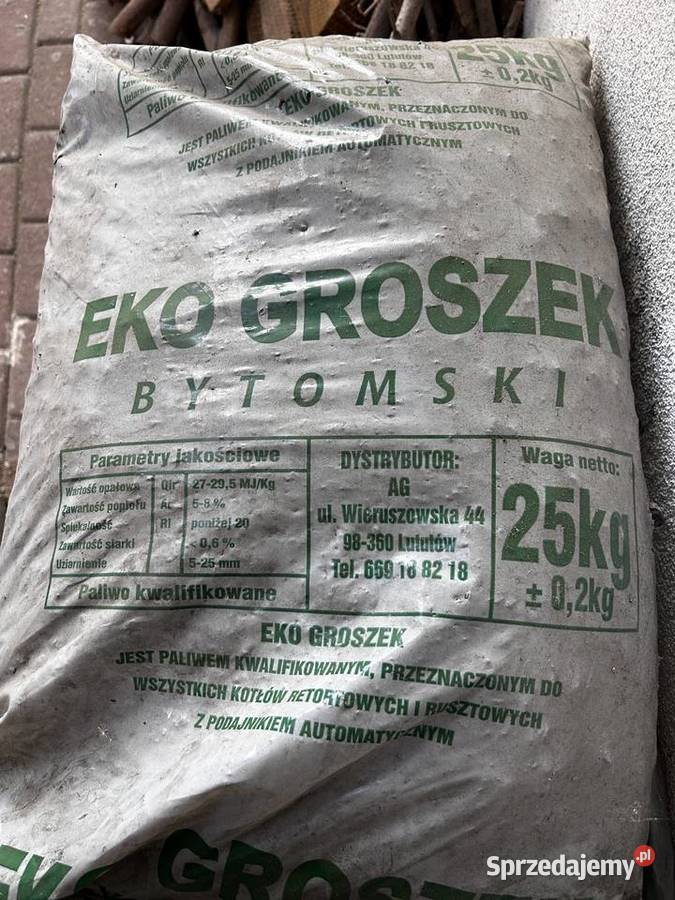 25kg
± 0,2kg
EKO GROSZEK
JEST PALIWEM KWALIFIKOWANYM, PRZEZNACZONYM DO
WSZYSTKICH KOTŁÓW RETORTOWYCH I RUSZTOWYCH
Z PODAJNIKIEM AUTOMATYCZNYM
EKO GROSZEK
BYTOMSKI
Parametry jakościowe
Wartość opałowa Qir 27-29,5 MJ/Kg
Zawartość popiołu Ar 5-8 %
Spiekalność RI poniżej 20
Zawartość siarki < 0,6 %
Uziarnienie 5-25 mm
Paliwo kwalifikowane
DYSTRYBUTOR:
AG
ul. Wieruszowska 44
98-360 Lututów
Tel. 669 18 82 18
Waga netto:
25kg
± 0,2kg
EKO GROSZEK
JEST PALIWEM KWALIFIKOWANYM, PRZEZNACZONYM DO
WSZYSTKICH KOTŁÓW RETORTOWYCH I RUSZTOWYCH
Z PODAJNIKIEM AUTOMATYCZNYM
EKO GROSZEK
Sprzedajemy.pl